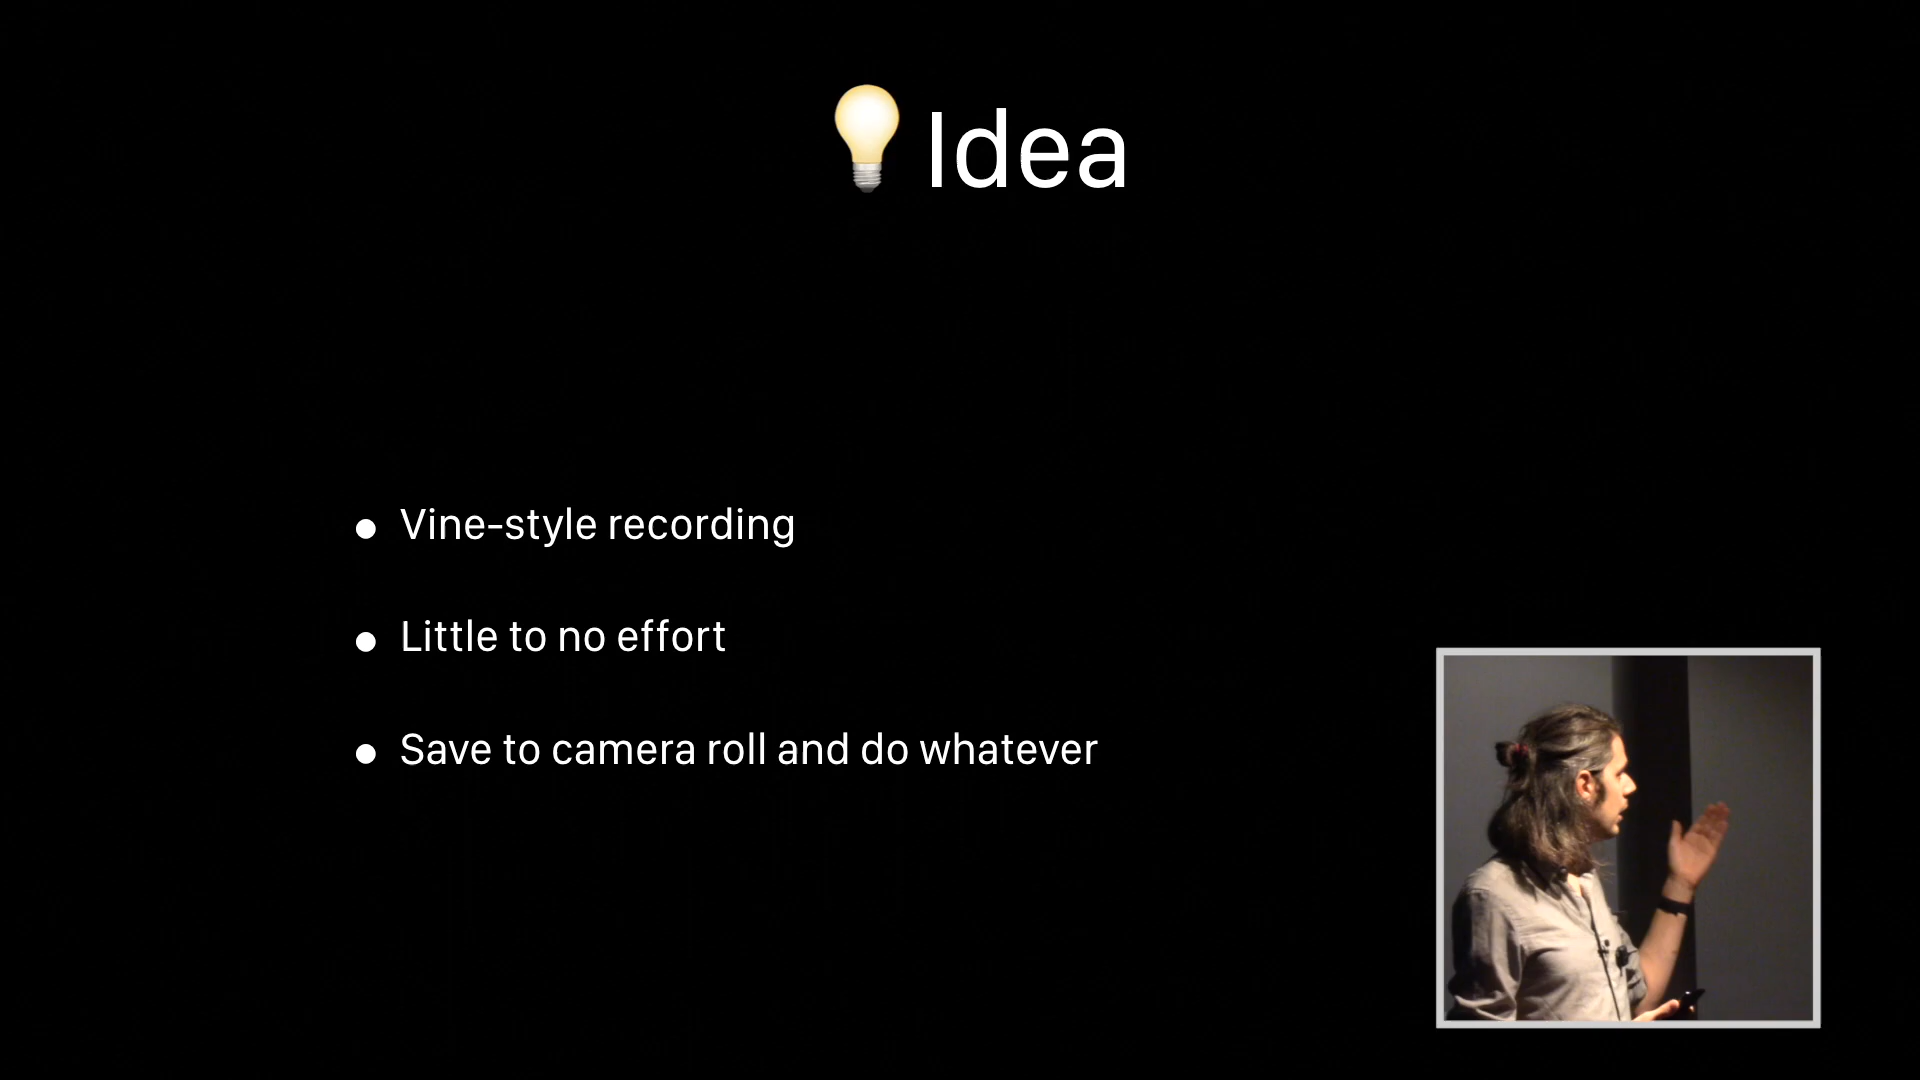 💡 Idea
• Vine-style recording
• Little to no effort
• Save to camera roll and do whatever